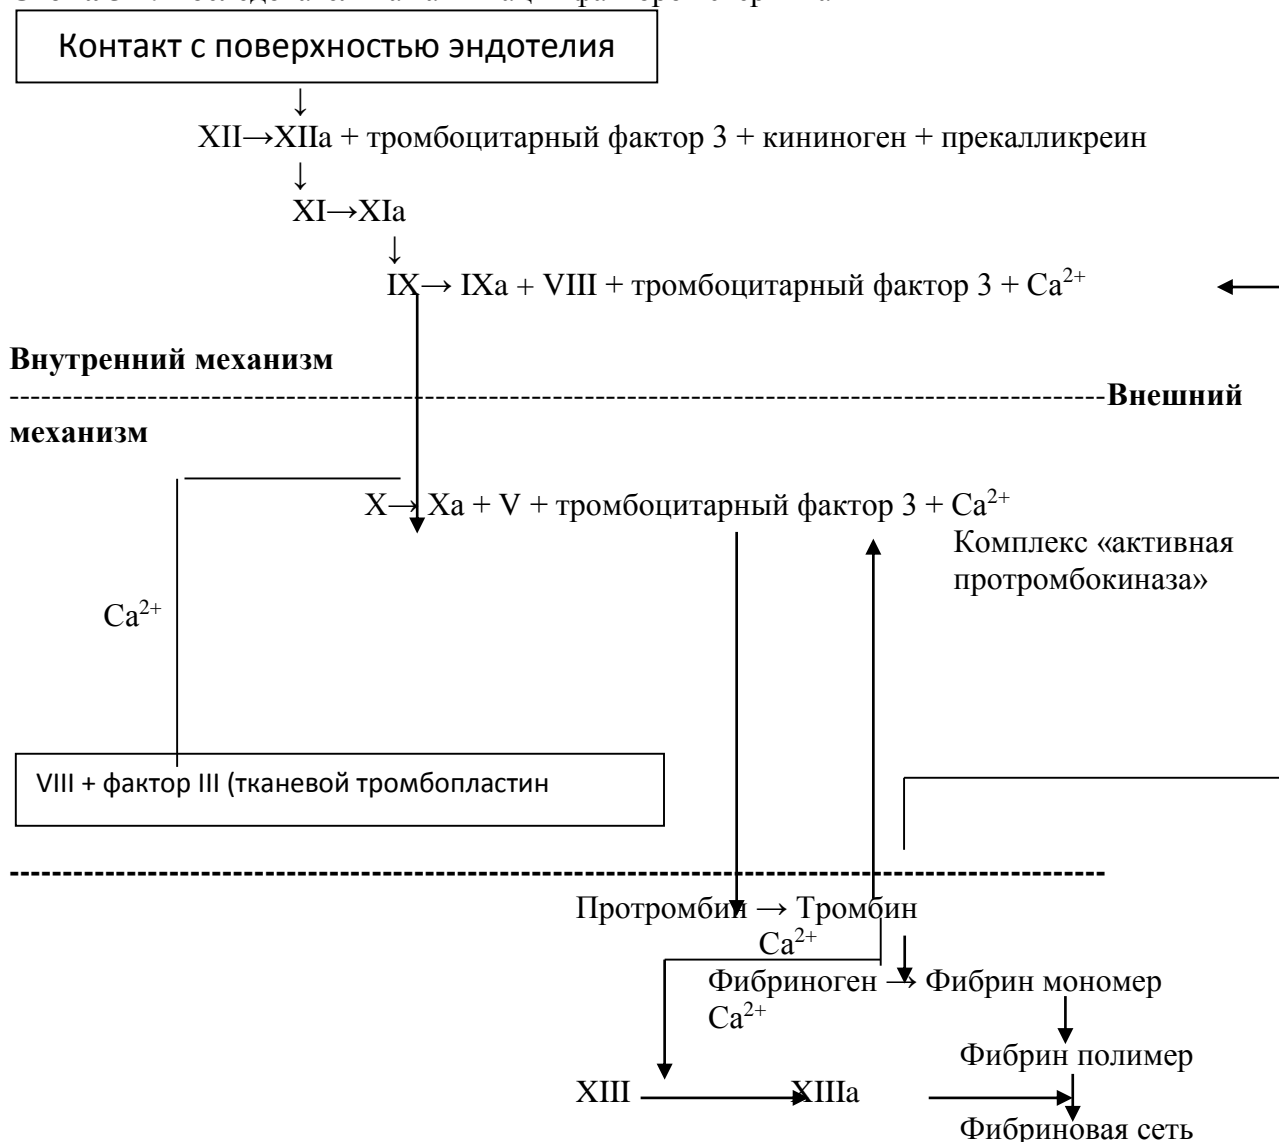 Контакт с поверхностью эндотелия
↓
XII→XIIa + тромбоцитарный фактор 3 + кининоген + прекалликреин
↓
XI→XIa
↓
IX→ IXa + VIII + тромбоцитарный фактор 3 + Ca²⁺
Внутренний механизм
--------------------Внешний
механизм
X→ Xa + V + тромбоцитарный фактор 3 + Ca²⁺
Комплекс «активная
протромбокиназа»
Ca²⁺
VIII + фактор III (тканевой тромбопластин
Протромбин → Тромбин
Ca²⁺
Фибриноген → Фибрин мономер
Ca²⁺
Фибрин полимер
XIII XIIIa
Фибриновая сеть